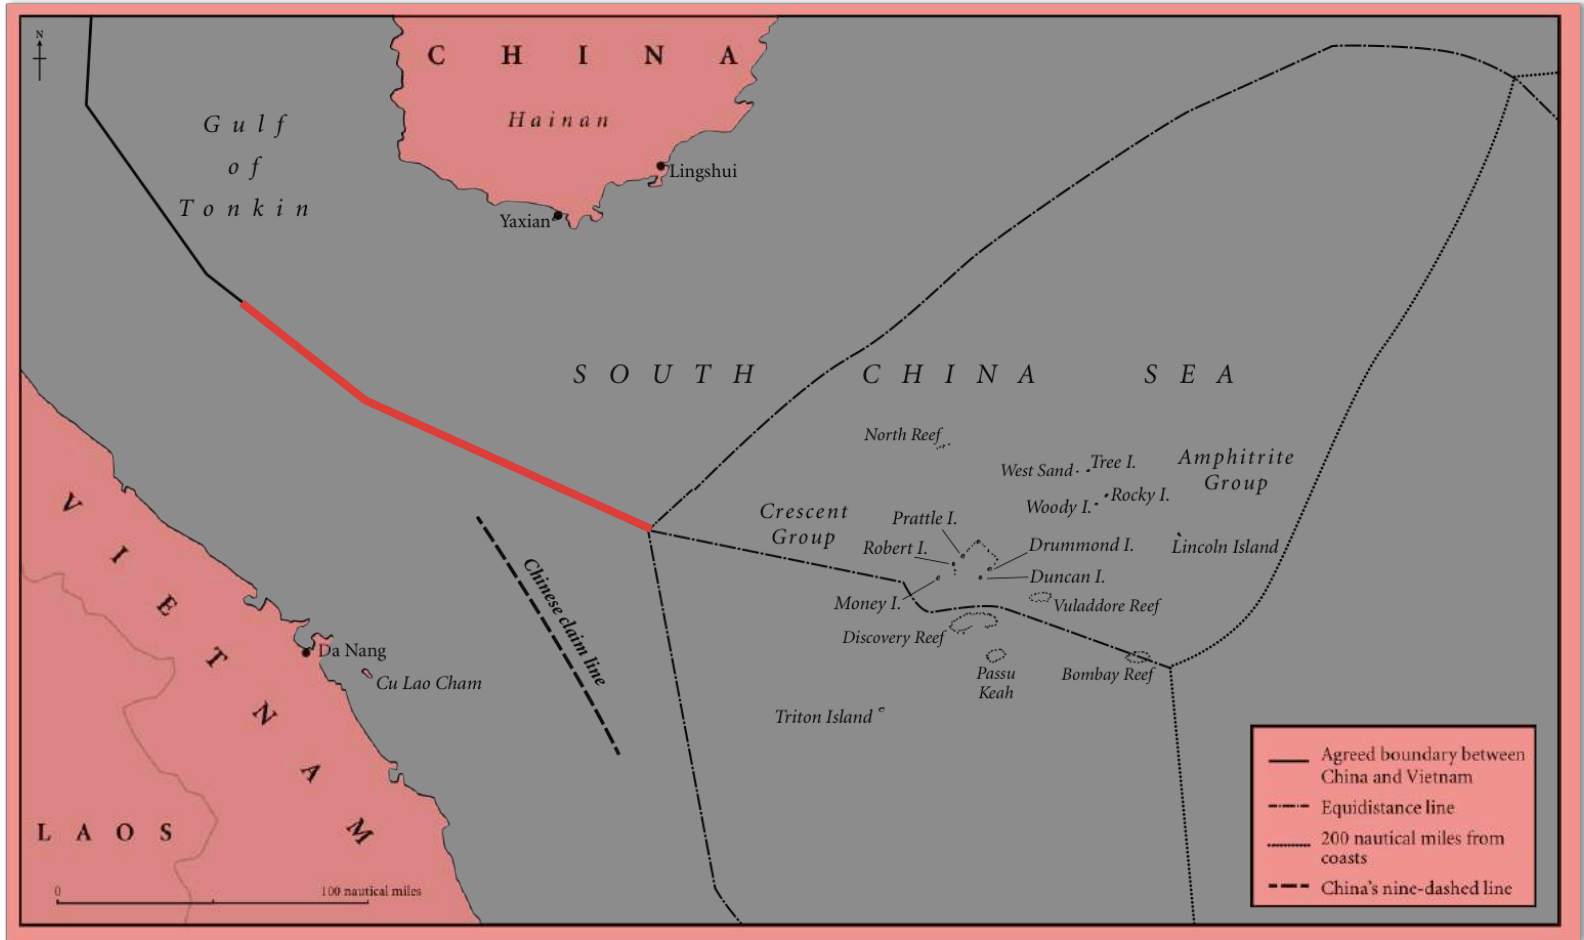 N
C H I N A
Hainan
Gulf
of
Tonkin
Lingshui
Yaxian
SOUTH CHINA SEA
North Reef
West Sand
Tree I.
Amphitrite
Group
Woody I.
Rocky I.
Crescent
Group
Prattle I.
Robert I.
Drummond I.
Lincoln Island
Duncan I.
Money I.
Vuladdore Reef
Discovery Reef
Passu
Keah
Bombay Reef
Triton Island
Chinese claim line
VIETNAM
Da Nang
Cu Lao Cham
LAOS
0 100 nautical miles
Agreed boundary between
China and Vietnam
Equidistance line
200 nautical miles from
coasts
China's nine-dashed line